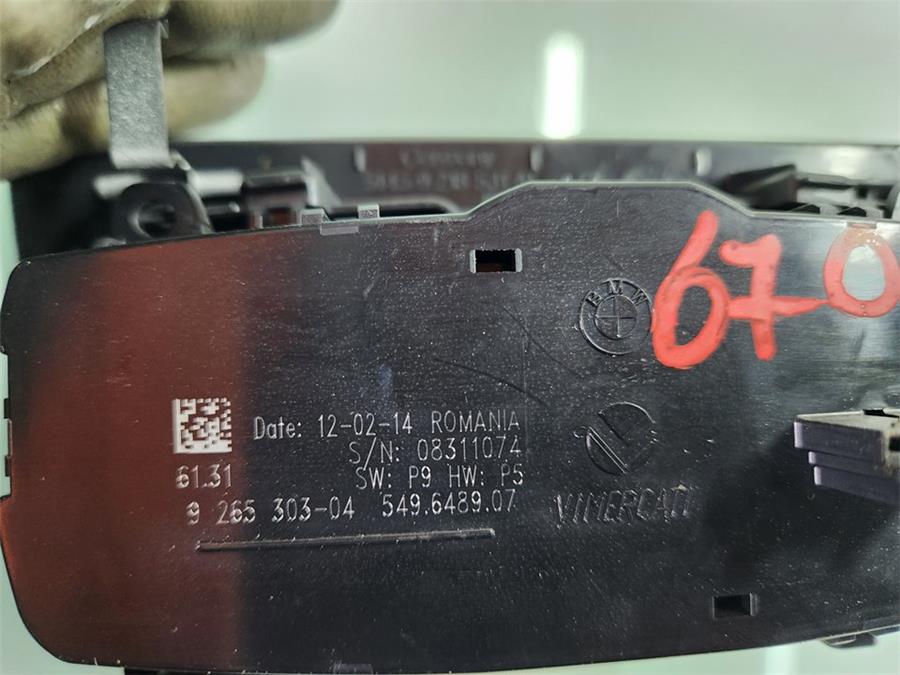 67-0
BMW
Date: 12-02-14 ROMANIA
S/N: 08311074
61.31 SW: P9 HW: P5
9 265 303-04 549.6489.07
VIMERCATI